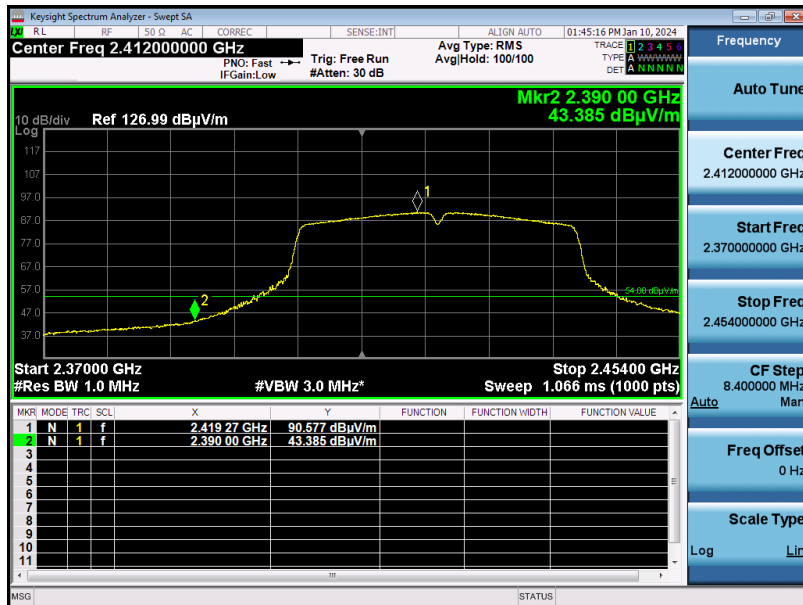 Keysight Spectrum Analyzer - Swept SA
LXI RL RF 50 Ω AC CORREC SENSE:INT ALIGN AUTO 01:45:16 PM Jan 10, 2024
Center Freq 2.412000000 GHz
PNO: Fast
IFGain:Low
Trig: Free Run
#Atten: 30 dB
Avg Type: RMS
Avg|Hold: 100/100
TRACE 1 2 3 4 5 6
TYPE A WWWWW
DET A N N N N N
Mkr2 2.390 00 GHz
43.385 dBµV/m
10 dB/div Ref 126.99 dBµV/m
Log
117
107
97.0
87.0
77.0
67.0
57.0
47.0
37.0
1
2
54.00 dBµV/m
Start 2.37000 GHz Stop 2.45400 GHz
#Res BW 1.0 MHz #VBW 3.0 MHz* Sweep 1.066 ms (1000 pts)
MKR MODE TRC SCL X Y FUNCTION FUNCTION WIDTH FUNCTION VALUE
1 N 1 f 2.419 27 GHz 90.577 dBµV/m
2 N 1 f 2.390 00 GHz 43.385 dBµV/m
3
4
5
6
7
8
9
10
11
MSG STATUS
Frequency
Auto Tune
Center Freq
2.412000000 GHz
Start Freq
2.370000000 GHz
Stop Freq
2.454000000 GHz
CF Step
8.400000 MHz
Auto Man
Freq Offset
0 Hz
Scale Type
Log Lin